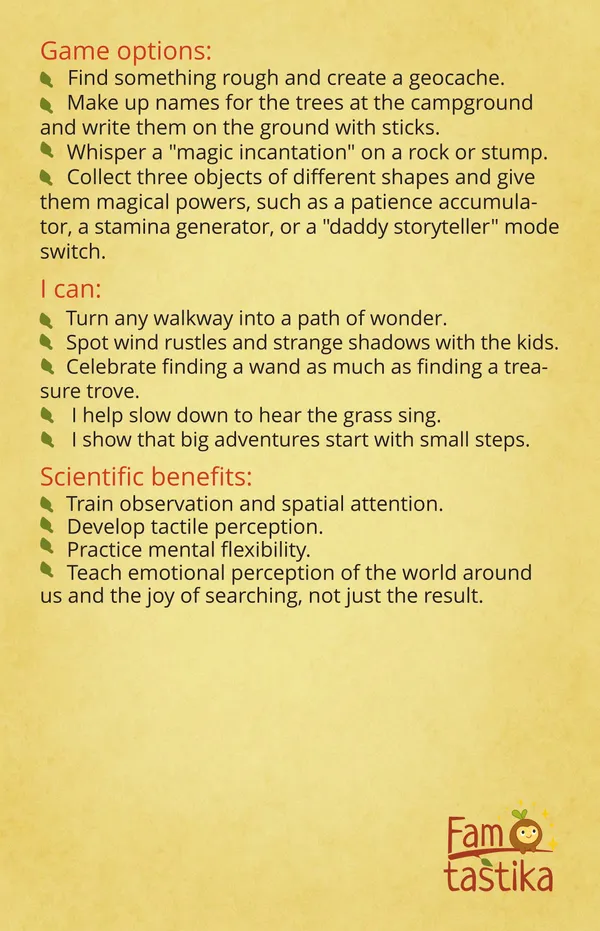 Game options:
Find something rough and create a geocache.
Make up names for the trees at the campground
and write them on the ground with sticks.
Whisper a "magic incantation" on a rock or stump.
Collect three objects of different shapes and give
them magical powers, such as a patience accumula-
tor, a stamina generator, or a "daddy storyteller" mode
switch.
I can:
Turn any walkway into a path of wonder.
Spot wind rustles and strange shadows with the kids.
Celebrate finding a wand as much as finding a trea-
sure trove.
I help slow down to hear the grass sing.
I show that big adventures start with small steps.
Scientific benefits:
Train observation and spatial attention.
Develop tactile perception.
Practice mental flexibility.
Teach emotional perception of the world around
us and the joy of searching, not just the result.
Fam
tastika